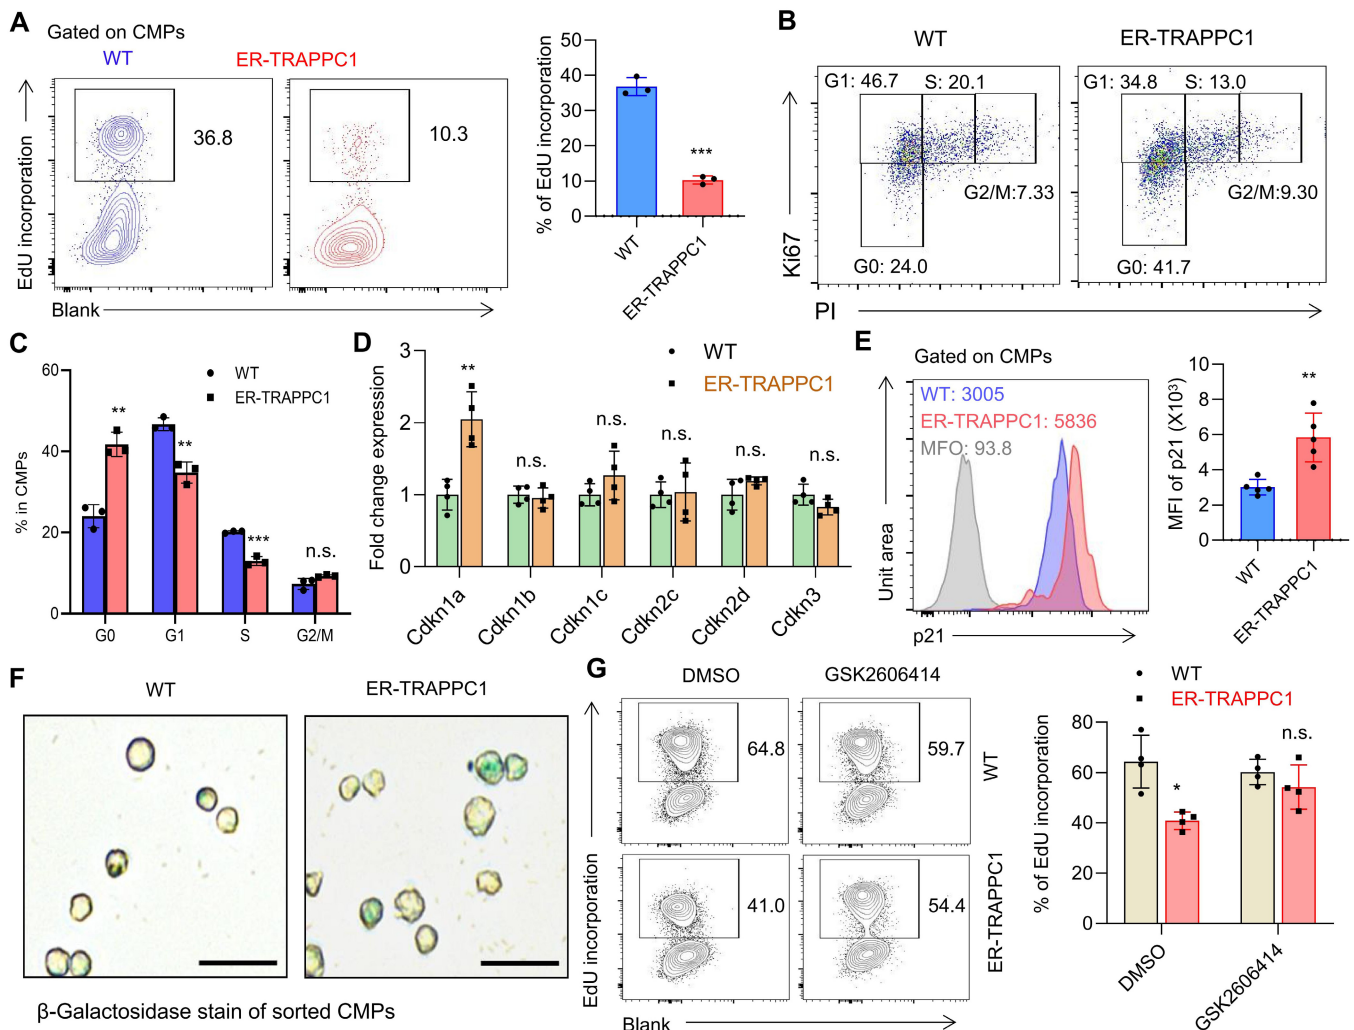 A
Gated on CMPs
WT
ER-TRAPPC1
36.8
10.3
EdU incorporation
Blank
% of EdU incorporation
50
40
30
20
10
0
***
WT
ER-TRAPPC1
B
WT
ER-TRAPPC1
G1: 46.7
S: 20.1
G2/M:7.33
G0: 24.0
G1: 34.8
S: 13.0
G2/M:9.30
G0: 41.7
Ki67
PI
C
% in CMPs
60
40
20
0
WT
ER-TRAPPC1
**
**
***
n.s.
G0
G1
S
G2/M
D
Fold change expression
3
2
1
0
WT
ER-TRAPPC1
**
n.s.
n.s.
n.s.
n.s.
n.s.
Cdkn1a
Cdkn1b
Cdkn1c
Cdkn2c
Cdkn2d
Cdkn3
E
Gated on CMPs
WT: 3005
ER-TRAPPC1: 5836
MFO: 93.8
Unit area
p21
MFI of p21 (X10³)
10
8
6
4
2
0
**
WT
ER-TRAPPC1
F
WT
ER-TRAPPC1
β-Galactosidase stain of sorted CMPs
G
DMSO
GSK2606414
64.8
59.7
WT
41.0
54.4
ER-TRAPPC1
EdU incorporation
Blank
WT
ER-TRAPPC1
% of EdU incorporation
80
60
40
20
0
*
n.s.
DMSO
GSK2606414